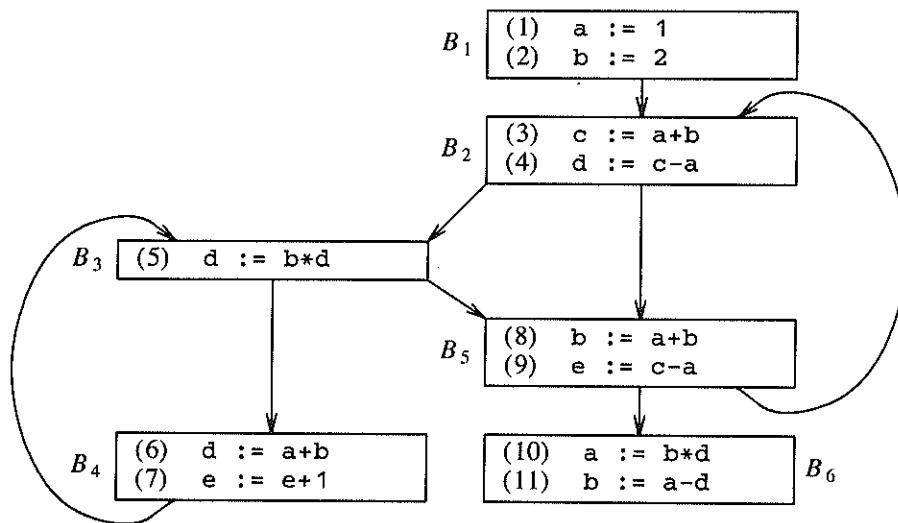 B1
(1) a := 1
(2) b := 2
B2
(3) c := a+b
(4) d := c-a
B3
(5) d := b*d
B5
(8) b := a+b
(9) e := c-a
B4
(6) d := a+b
(7) e := e+1
(10) a := b*d
(11) b := a-d
B6